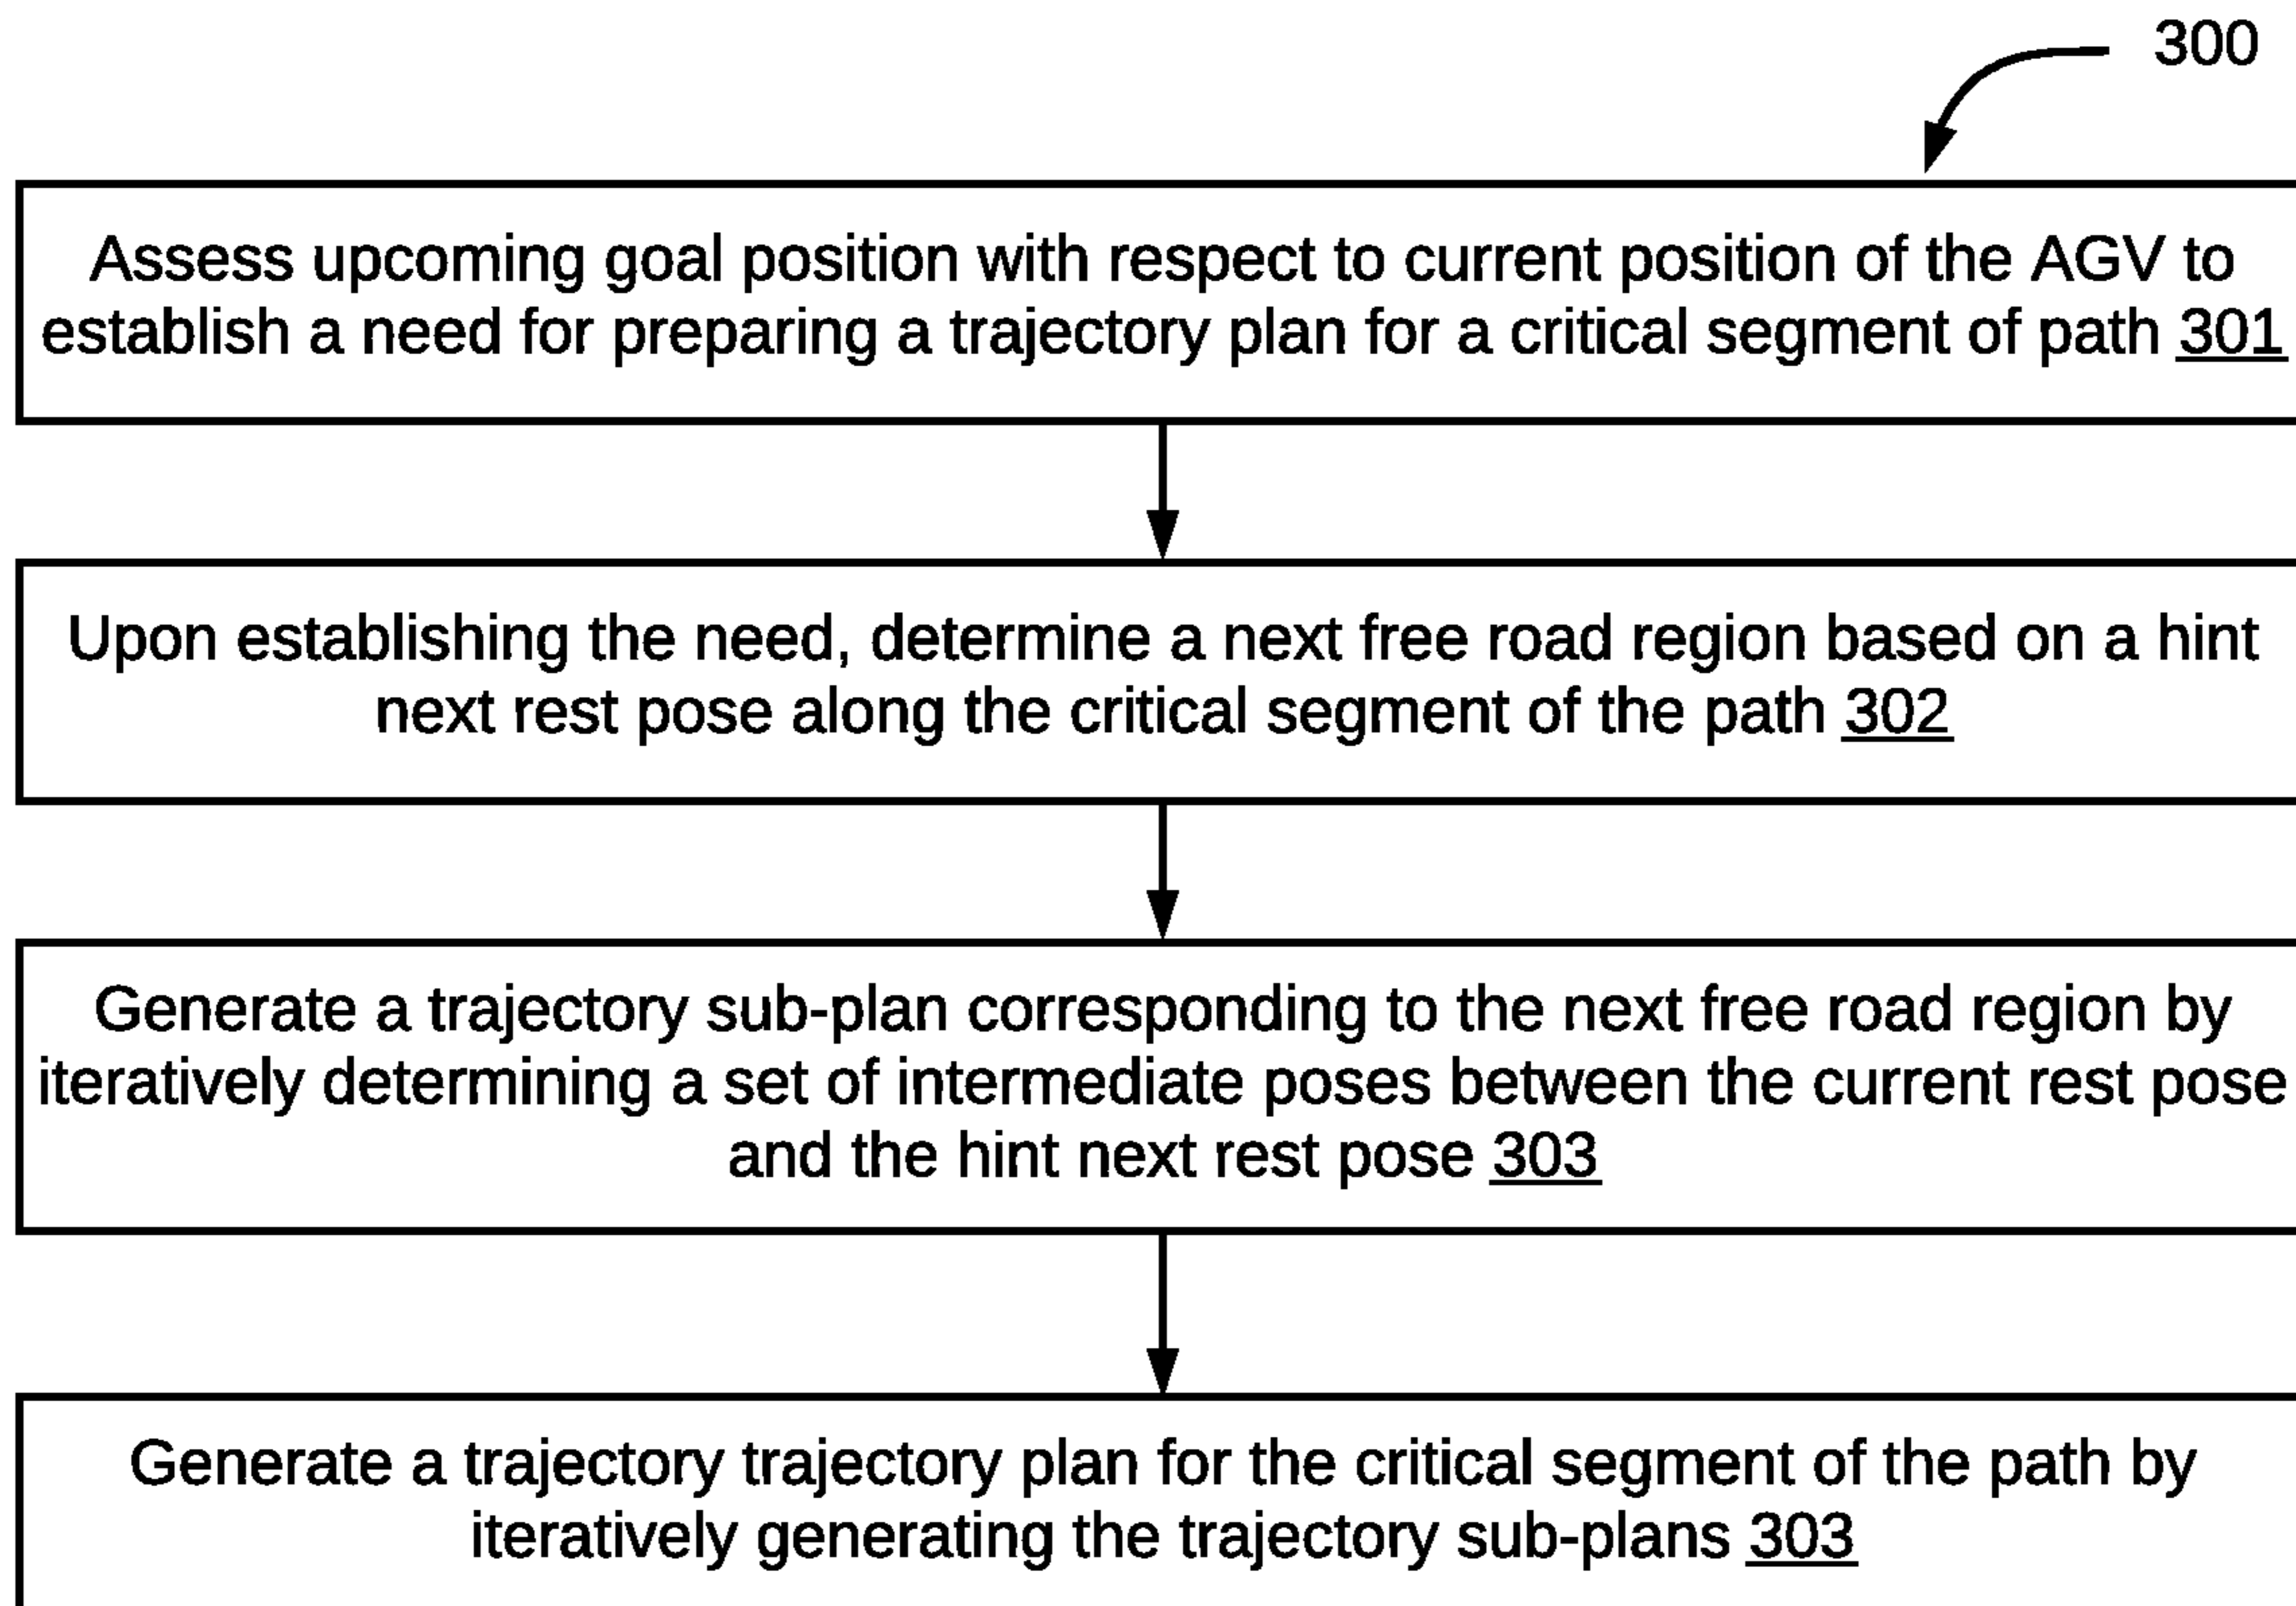 300
Assess upcoming goal position with respect to current position of the AGV to
establish a need for preparing a trajectory plan for a critical segment of path 301
Upon establishing the need, determine a next free road region based on a hint
next rest pose along the critical segment of the path 302
Generate a trajectory sub-plan corresponding to the next free road region by
iteratively determining a set of intermediate poses between the current rest pose
and the hint next rest pose 303
Generate a trajectory trajectory plan for the critical segment of the path by
iteratively generating the trajectory sub-plans 303